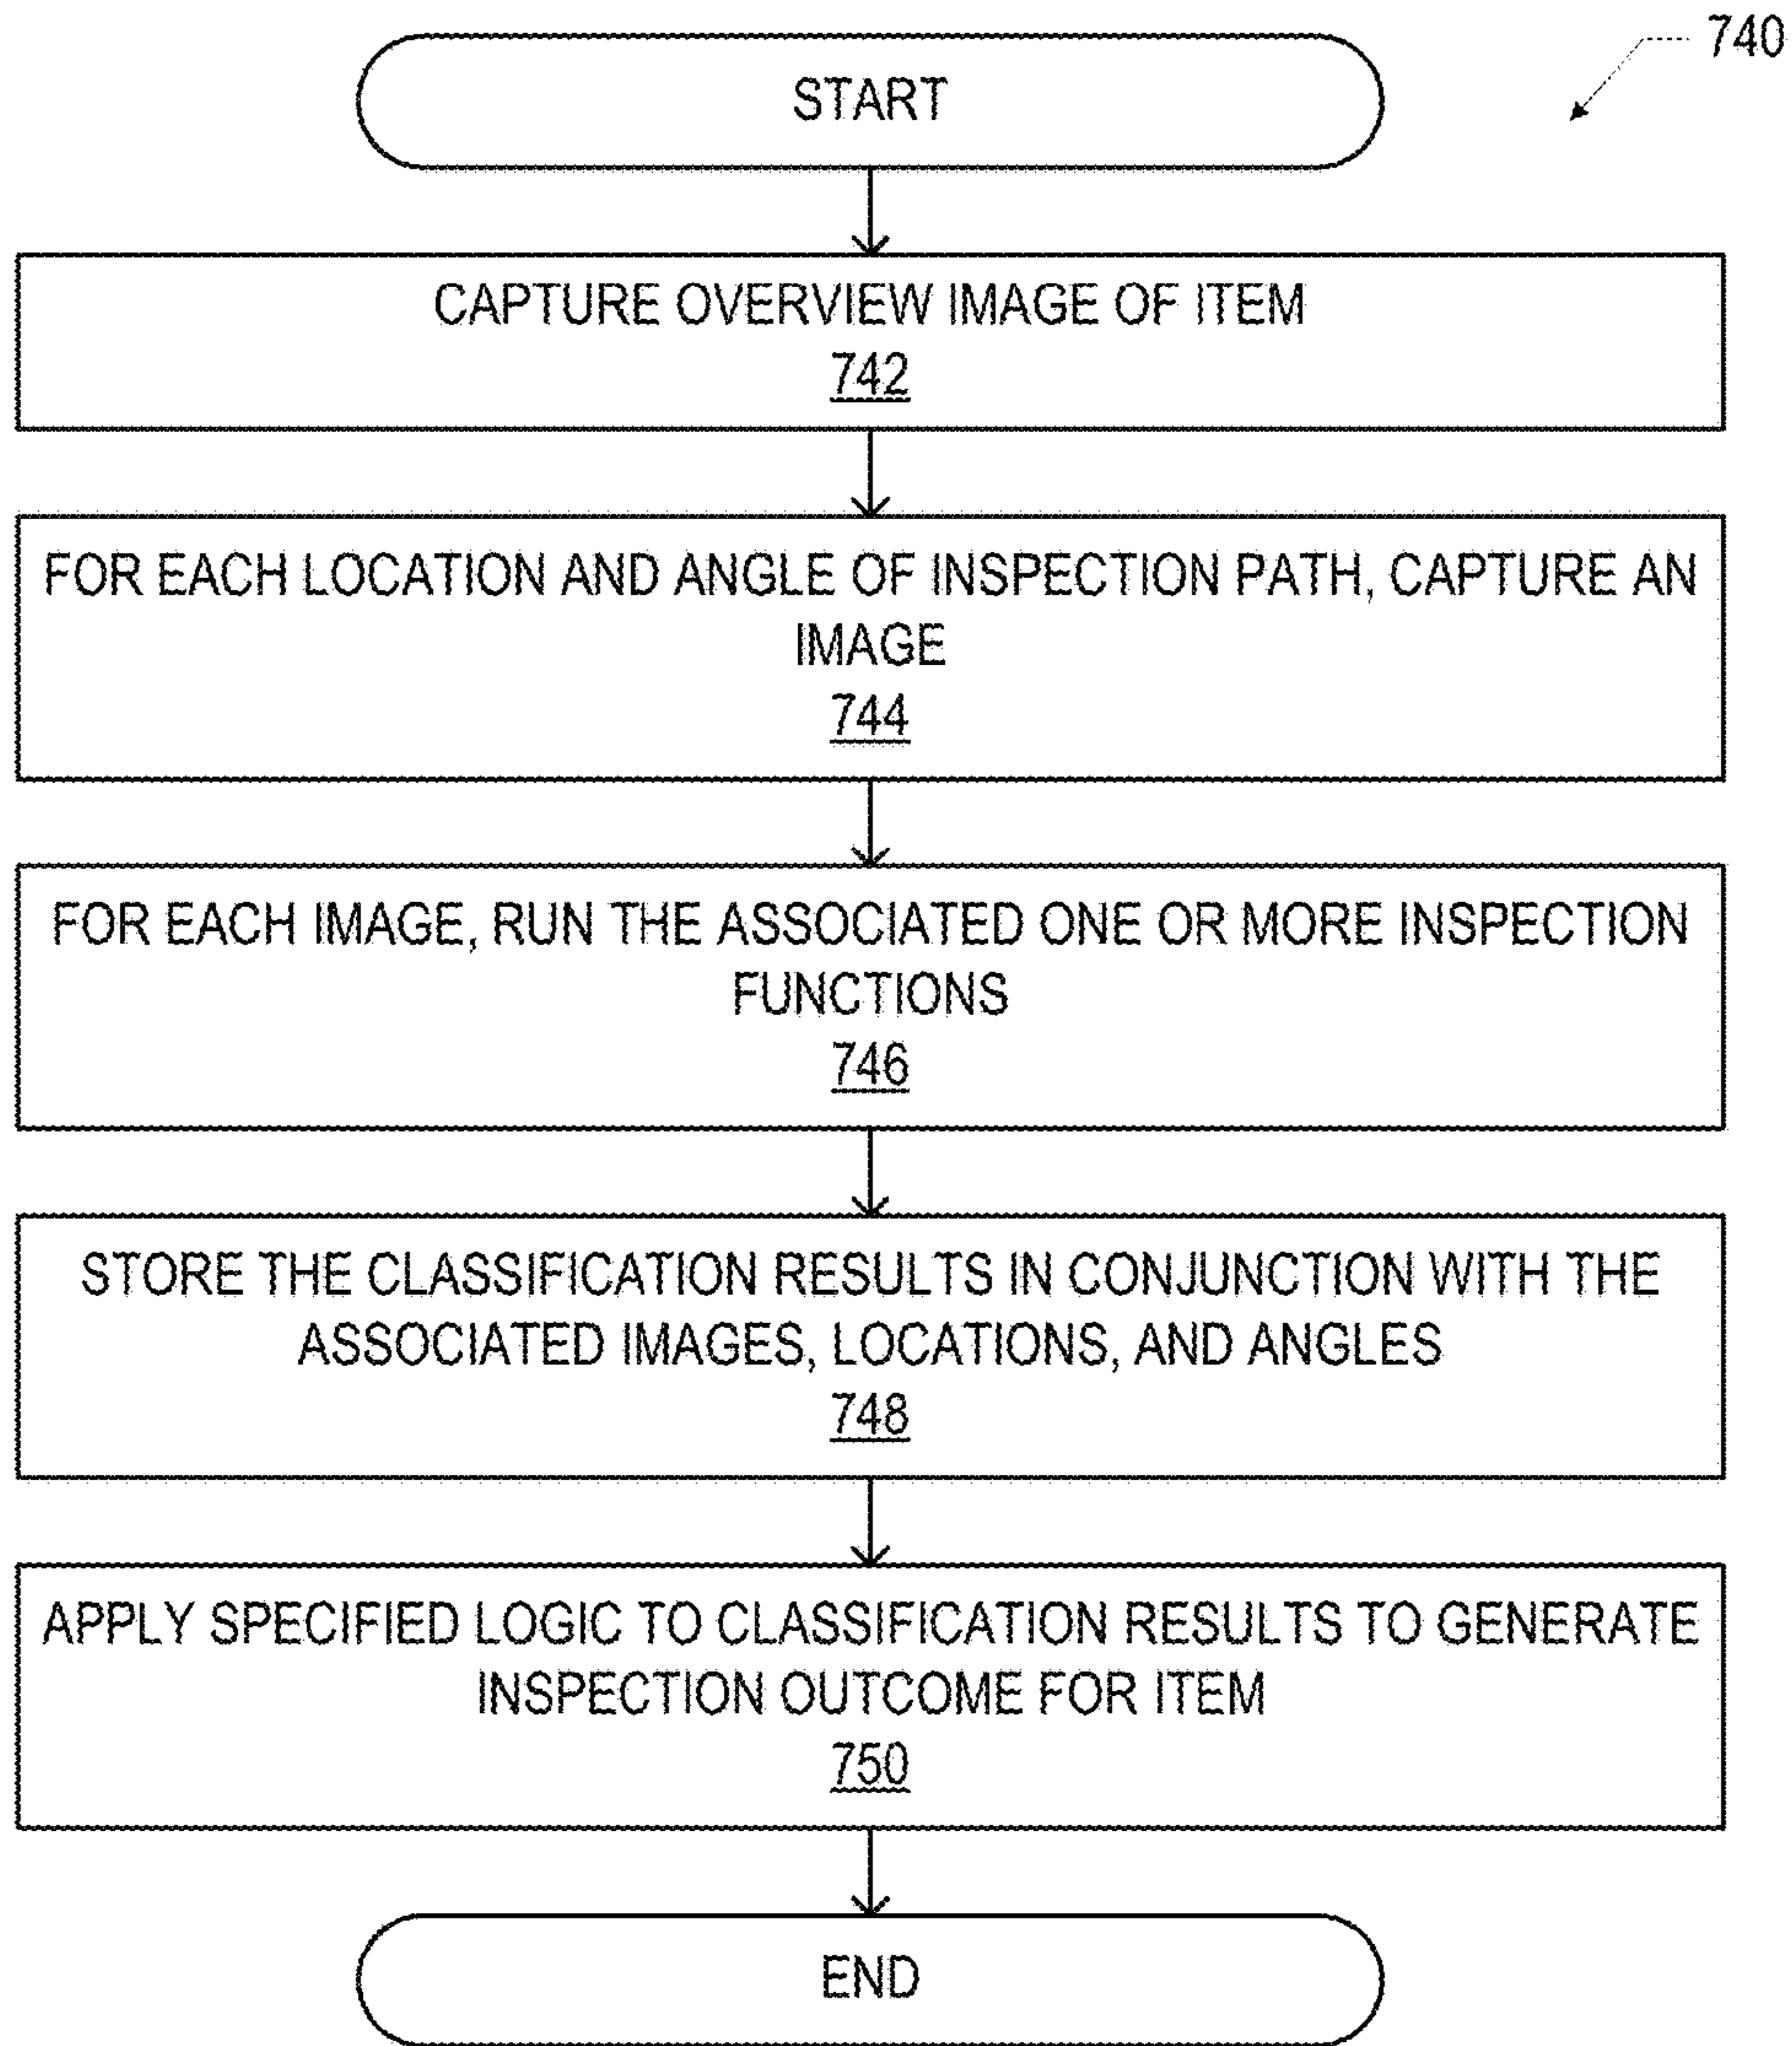 740
START
CAPTURE OVERVIEW IMAGE OF ITEM
742
FOR EACH LOCATION AND ANGLE OF INSPECTION PATH, CAPTURE AN
IMAGE
744
FOR EACH IMAGE, RUN THE ASSOCIATED ONE OR MORE INSPECTION
FUNCTIONS
746
STORE THE CLASSIFICATION RESULTS IN CONJUNCTION WITH THE
ASSOCIATED IMAGES, LOCATIONS, AND ANGLES
748
APPLY SPECIFIED LOGIC TO CLASSIFICATION RESULTS TO GENERATE
INSPECTION OUTCOME FOR ITEM
750
END